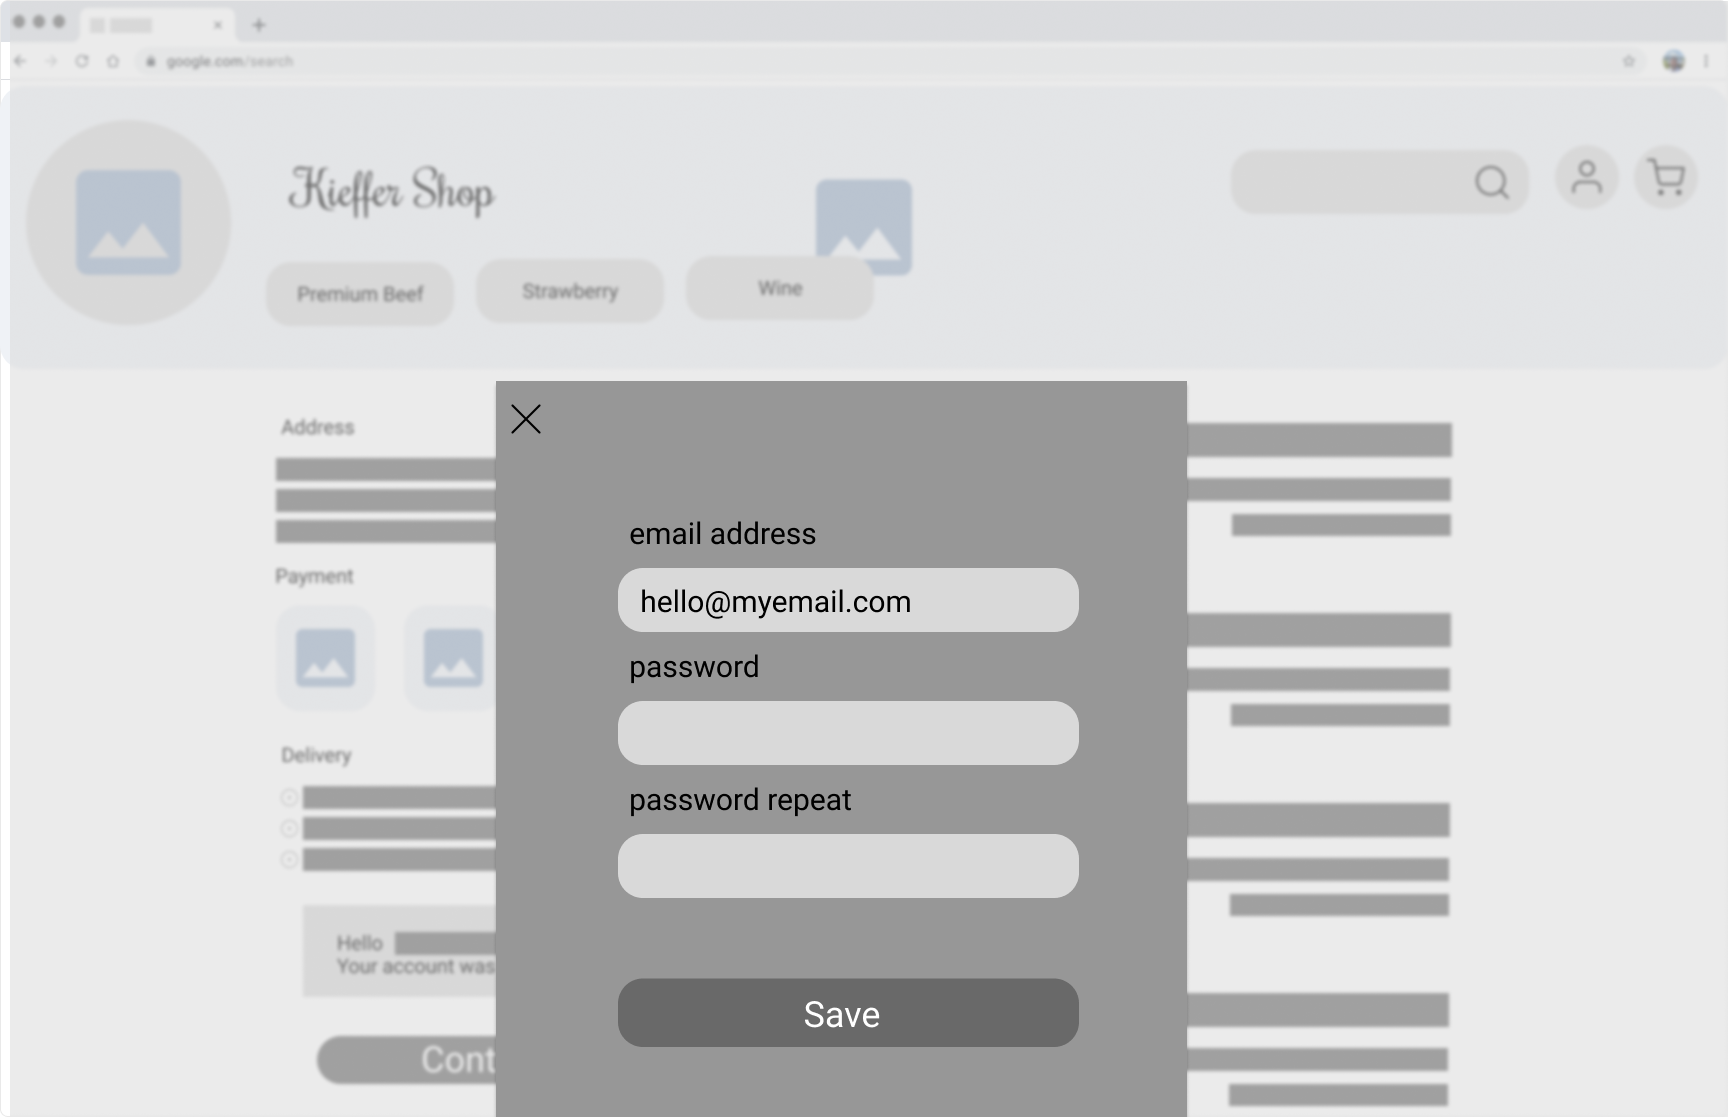 google.com/search
Kieffer Shop
Premium Beef
Strawberry
Wine
Address
Payment
Delivery
Hello
Your account was
Cont
email address
hello@myemail.com
password
password repeat
Save